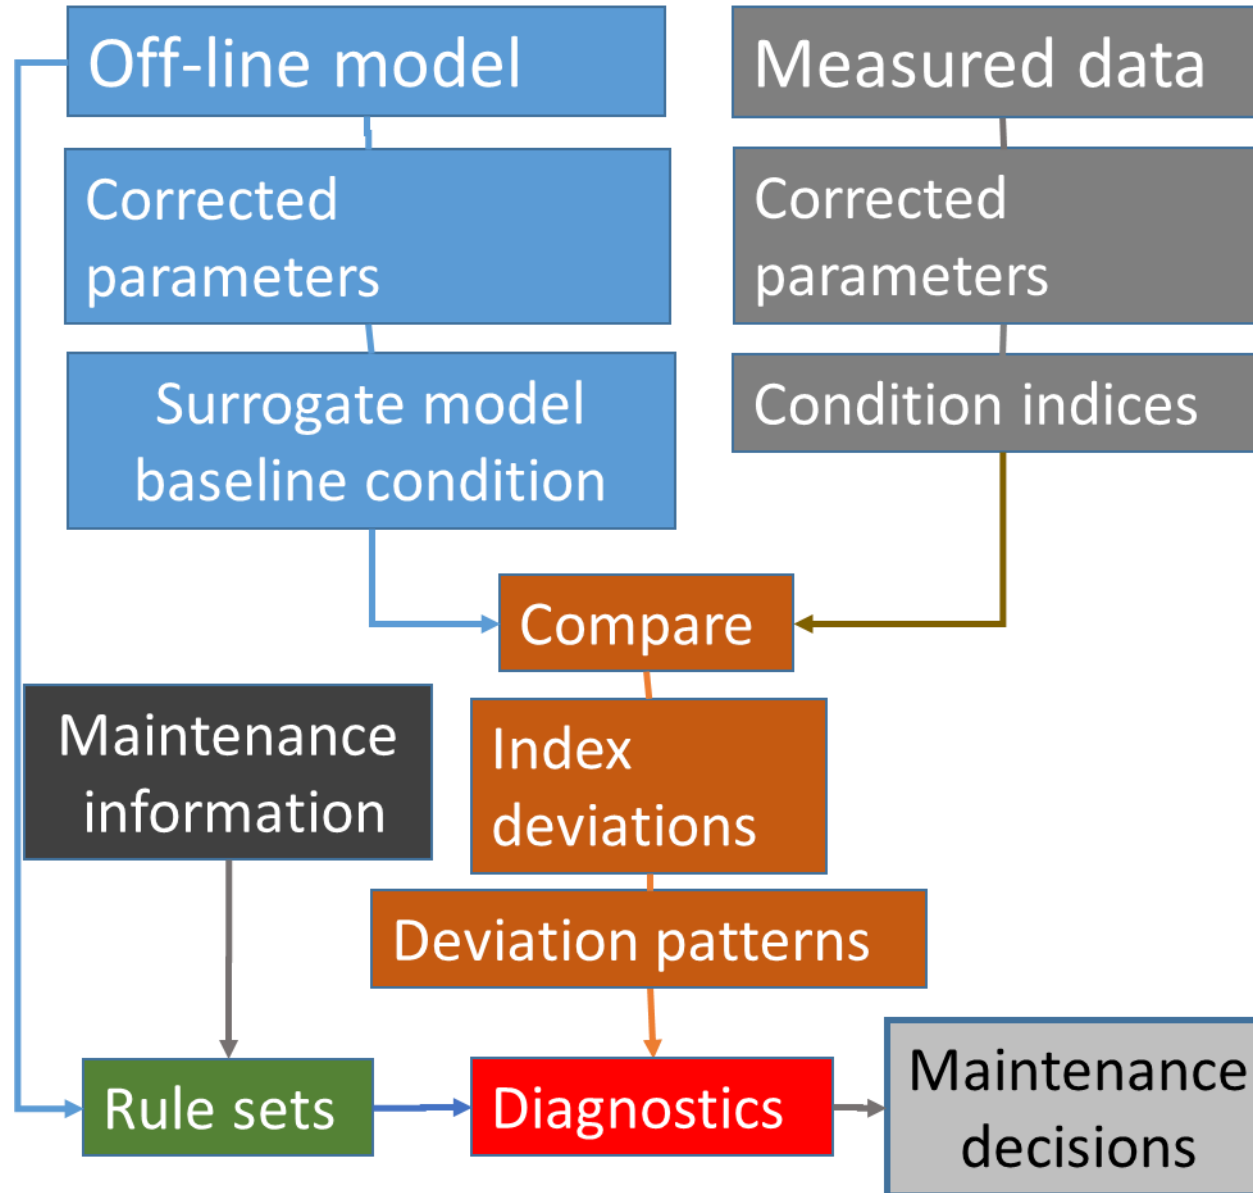 Off-line model
Measured data
Corrected
parameters
Corrected
parameters
Surrogate model
baseline condition
Condition indices
Compare
Maintenance
information
Index
deviations
Deviation patterns
Rule sets
Diagnostics
Maintenance
decisions